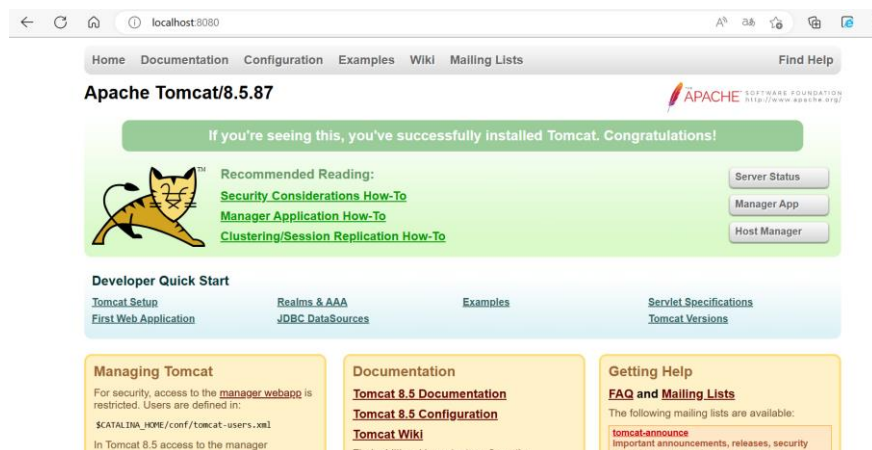 localhost:8080
Home Documentation Configuration Examples Wiki Mailing Lists Find Help
Apache Tomcat/8.5.87
THE APACHE SOFTWARE FOUNDATION
http://www.apache.org/
If you're seeing this, you've successfully installed Tomcat. Congratulations!
TM
Recommended Reading:
Security Considerations How-To
Manager Application How-To
Clustering/Session Replication How-To
Server Status
Manager App
Host Manager
Developer Quick Start
Tomcat Setup
First Web Application
Realms & AAA
JDBC DataSources
Examples
Servlet Specifications
Tomcat Versions
Managing Tomcat
For security, access to the manager webapp is
restricted. Users are defined in:
$CATALINA_HOME/conf/tomcat-users.xml
In Tomcat 8.5 access to the manager
Documentation
Tomcat 8.5 Documentation
Tomcat 8.5 Configuration
Tomcat Wiki
Getting Help
FAQ and Mailing Lists
The following mailing lists are available:
tomcat-announce
Important announcements, releases, security